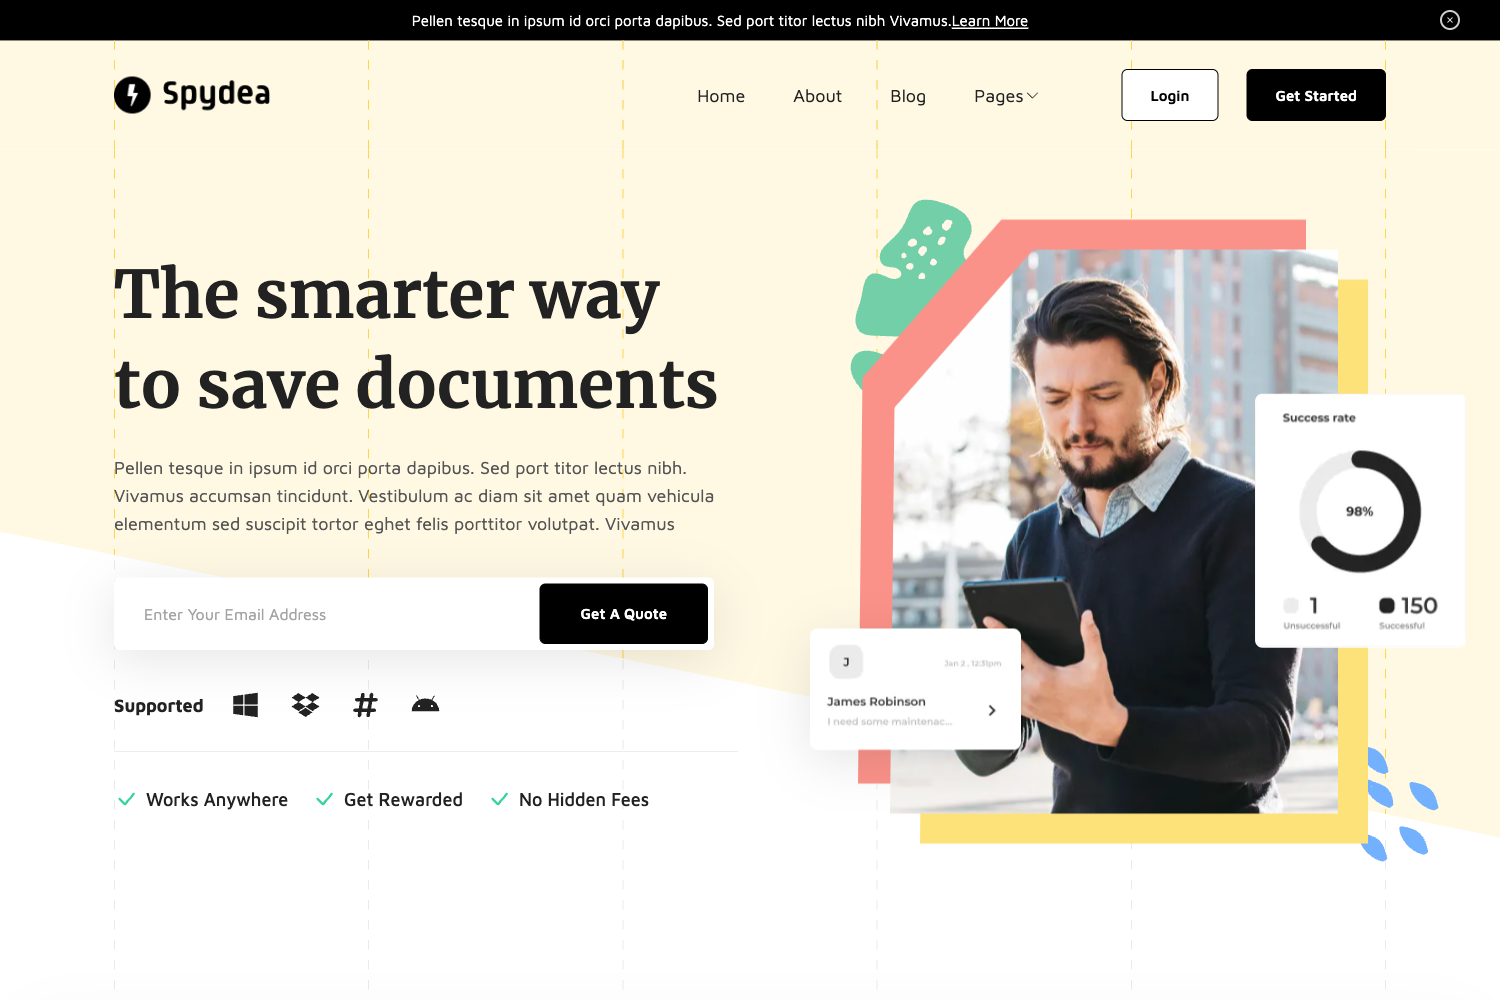 Pellen tesque in ipsum id orci porta dapibus. Sed port titor lectus nibh Vivamus.Learn More
Spydea
Home
About
Blog
Pages
Login
Get Started
The smarter way
to save documents
Pellen tesque in ipsum id orci porta dapibus. Sed port titor lectus nibh.
Vivamus accumsan tincidunt. Vestibulum ac diam sit amet quam vehicula
elementum sed suscipit tortor eghet felis porttitor volutpat. Vivamus
Enter Your Email Address
Get A Quote
Supported
Works Anywhere
Get Rewarded
No Hidden Fees
Success rate
98%
1
Unsuccessful
150
Successful
J
Jan 2 , 12:31pm
James Robinson
I need some maintenac...